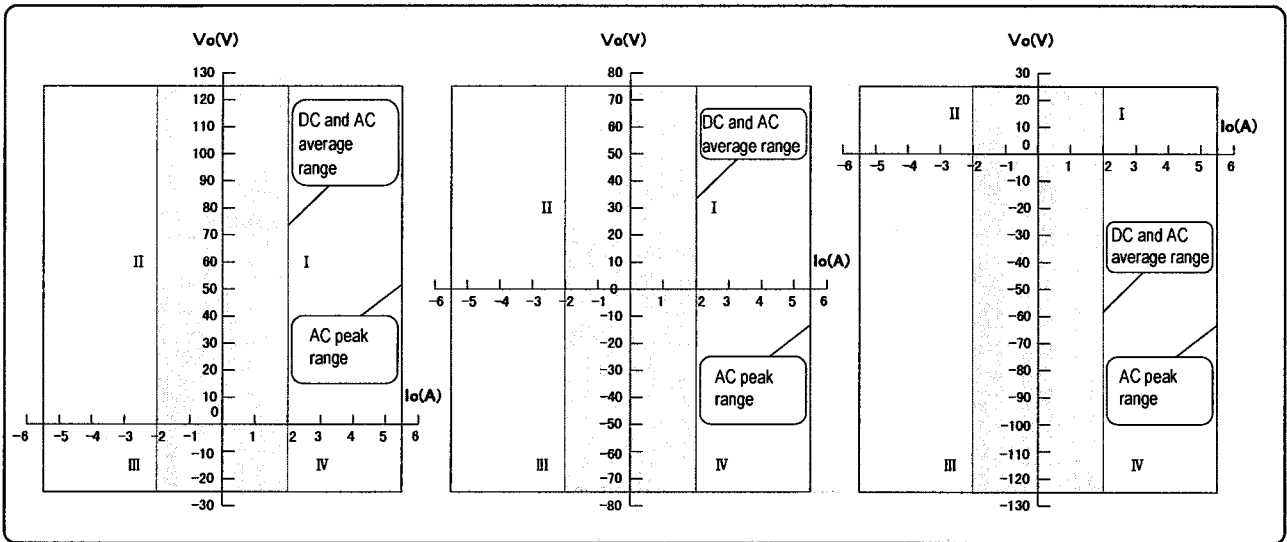 Vo(V)
130
120
110
100
90
80
70
60
50
40
30
20
10
0
-10
-20
-30
-6 -5 -4 -3 -2 -1 1 2 3 4 5 6
Io(A)
DC and AC
average
range
AC peak
range
I
II
III
IV
Vo(V)
80
70
60
50
40
30
20
10
0
-10
-20
-30
-40
-50
-60
-70
-80
-6 -5 -4 -3 -2 -1 1 2 3 4 5 6
Io(A)
DC and AC
average range
AC peak
range
I
II
III
IV
Vo(V)
30
20
10
0
-10
-20
-30
-40
-50
-60
-70
-80
-90
-100
-110
-120
-130
-6 -5 -4 -3 -2 -1 1 2 3 4 5 6
Io(A)
DC and AC
average range
AC peak
range
I
II
III
IV